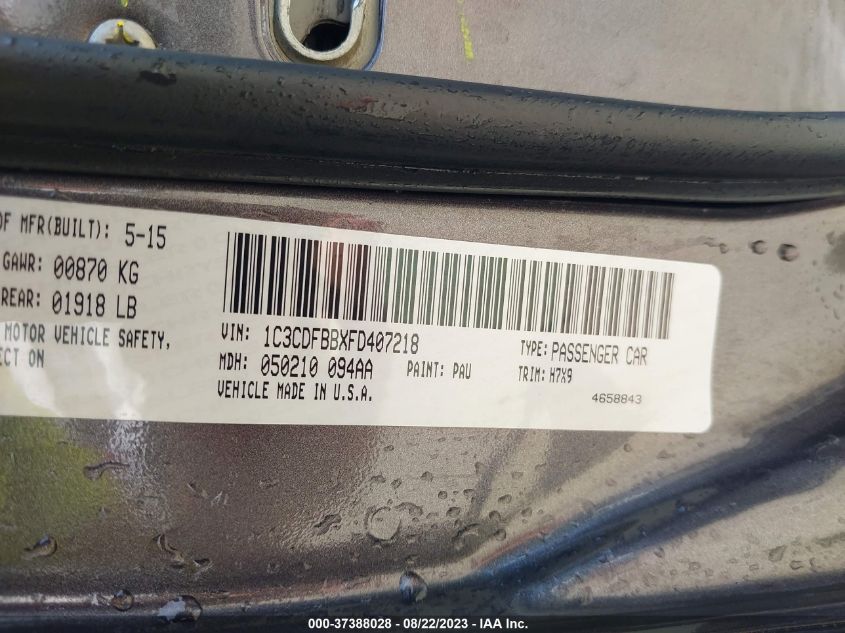 OF MFR(BUILT): 5-15
GAWR: 00870 KG
REAR: 01918 LB
MOTOR VEHICLE SAFETY,
ECT ON
VIN: 1C3CDFBBXFD407218
TYPE: PASSENGER CAR
MDH: 050210 094AA
PAINT: PAU
TRIM: H7X9
VEHICLE MADE IN U.S.A.
4658843
000-37388028 - 08/22/2023 - IAA Inc.